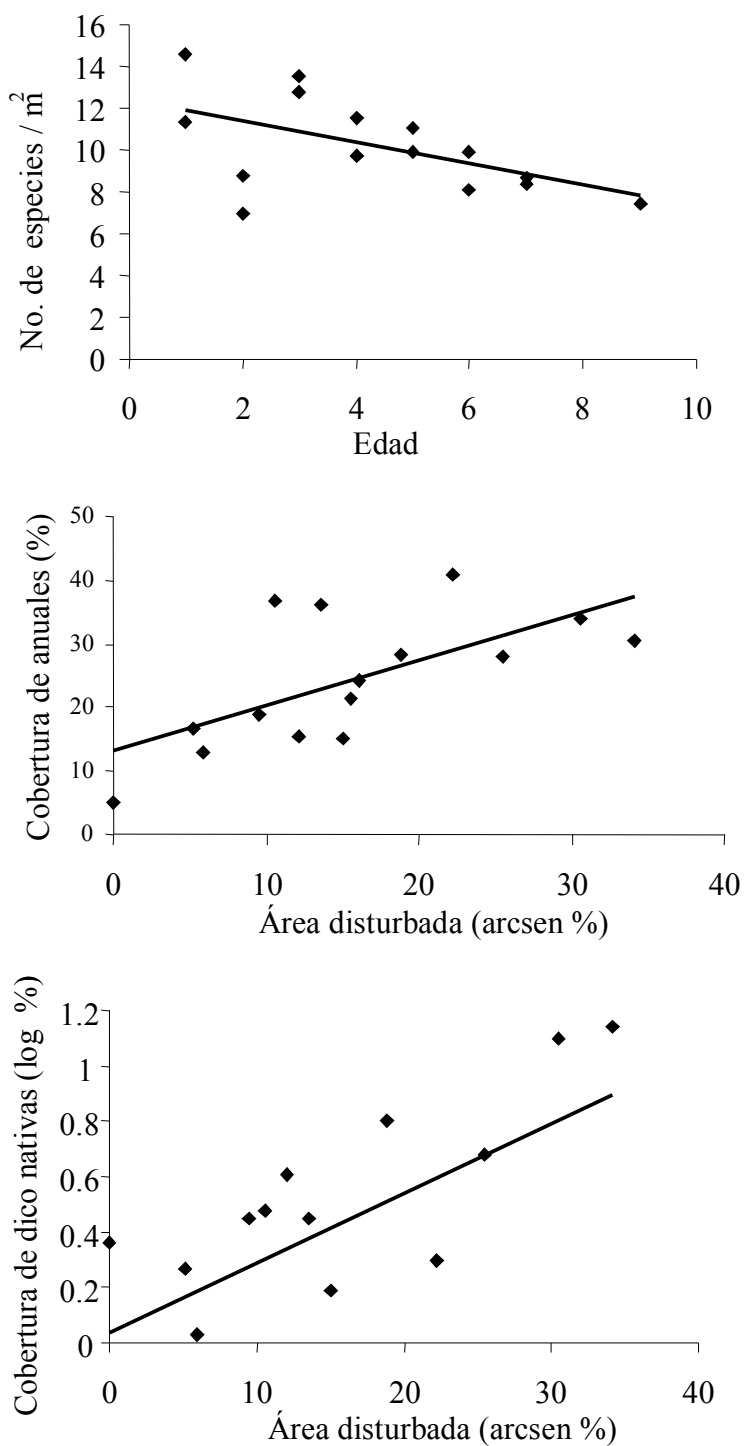 No. de especies / m2
16
14
12
10
8
6
4
2
0
0 2 4 6 8 10
Edad
Cobertura de anuales (%)
50
40
30
20
10
0
0 10 20 30 40
Área disturbada (arcsen %)
Cobertura de dico nativas (log %)
1.2
1
0.8
0.6
0.4
0.2
0
0 10 20 30 40
Área disturbada (arcsen %)